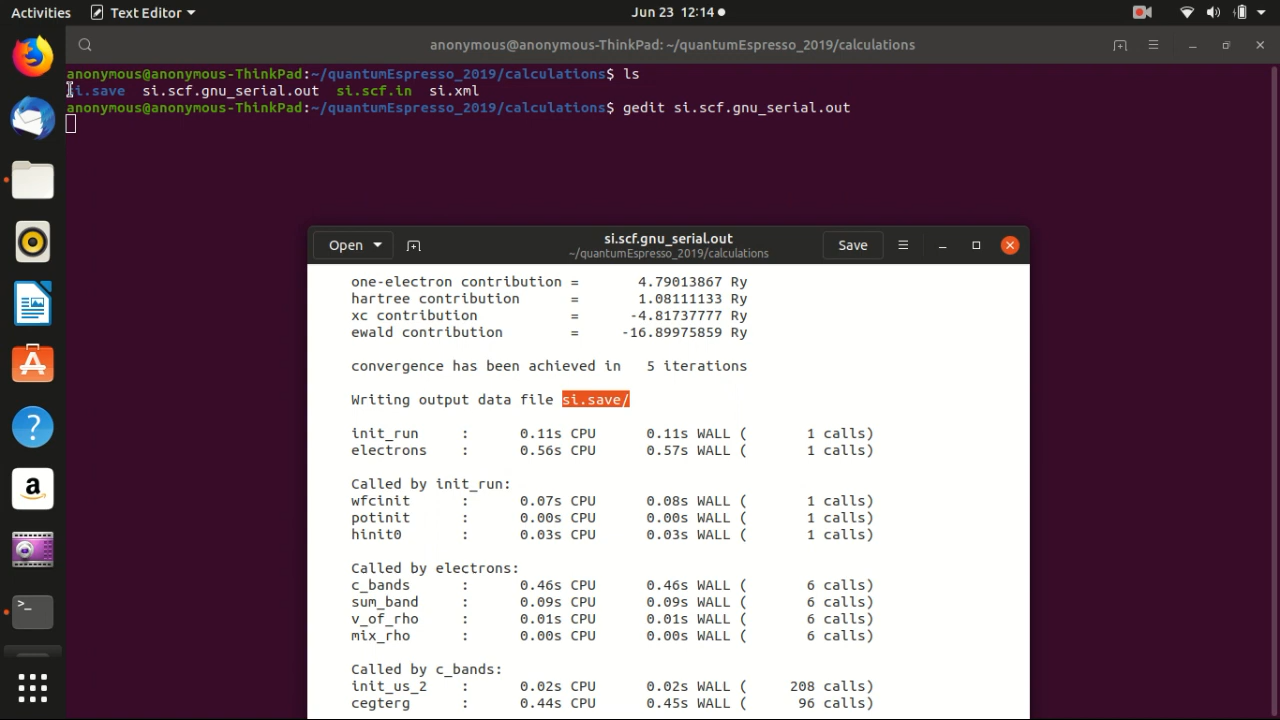 Activities Text Editor Jun 23 12:14
anonymous@anonymous-ThinkPad: ~/quantumEspresso_2019/calculations
anonymous@anonymous-ThinkPad:~/quantumEspresso_2019/calculations$ ls
si.save si.scf.gnu_serial.out si.scf.in si.xml
anonymous@anonymous-ThinkPad:~/quantumEspresso_2019/calculations$ gedit si.scf.gnu_serial.out
Open si.scf.gnu_serial.out Save
~/quantumEspresso_2019/calculations
one-electron contribution = 4.79013867 Ry
hartree contribution = 1.08111133 Ry
xc contribution = -4.81737777 Ry
ewald contribution = -16.89975859 Ry
convergence has been achieved in 5 iterations
Writing output data file si.save/
init_run : 0.11s CPU 0.11s WALL ( 1 calls)
electrons : 0.56s CPU 0.57s WALL ( 1 calls)
Called by init_run:
wfcinit : 0.07s CPU 0.08s WALL ( 1 calls)
potinit : 0.00s CPU 0.00s WALL ( 1 calls)
hinit0 : 0.03s CPU 0.03s WALL ( 1 calls)
Called by electrons:
c_bands : 0.46s CPU 0.46s WALL ( 6 calls)
sum_band : 0.09s CPU 0.09s WALL ( 6 calls)
v_of_rho : 0.01s CPU 0.01s WALL ( 6 calls)
mix_rho : 0.00s CPU 0.00s WALL ( 6 calls)
Called by c_bands:
init_us_2 : 0.02s CPU 0.02s WALL ( 208 calls)
cegterg : 0.44s CPU 0.45s WALL ( 96 calls)